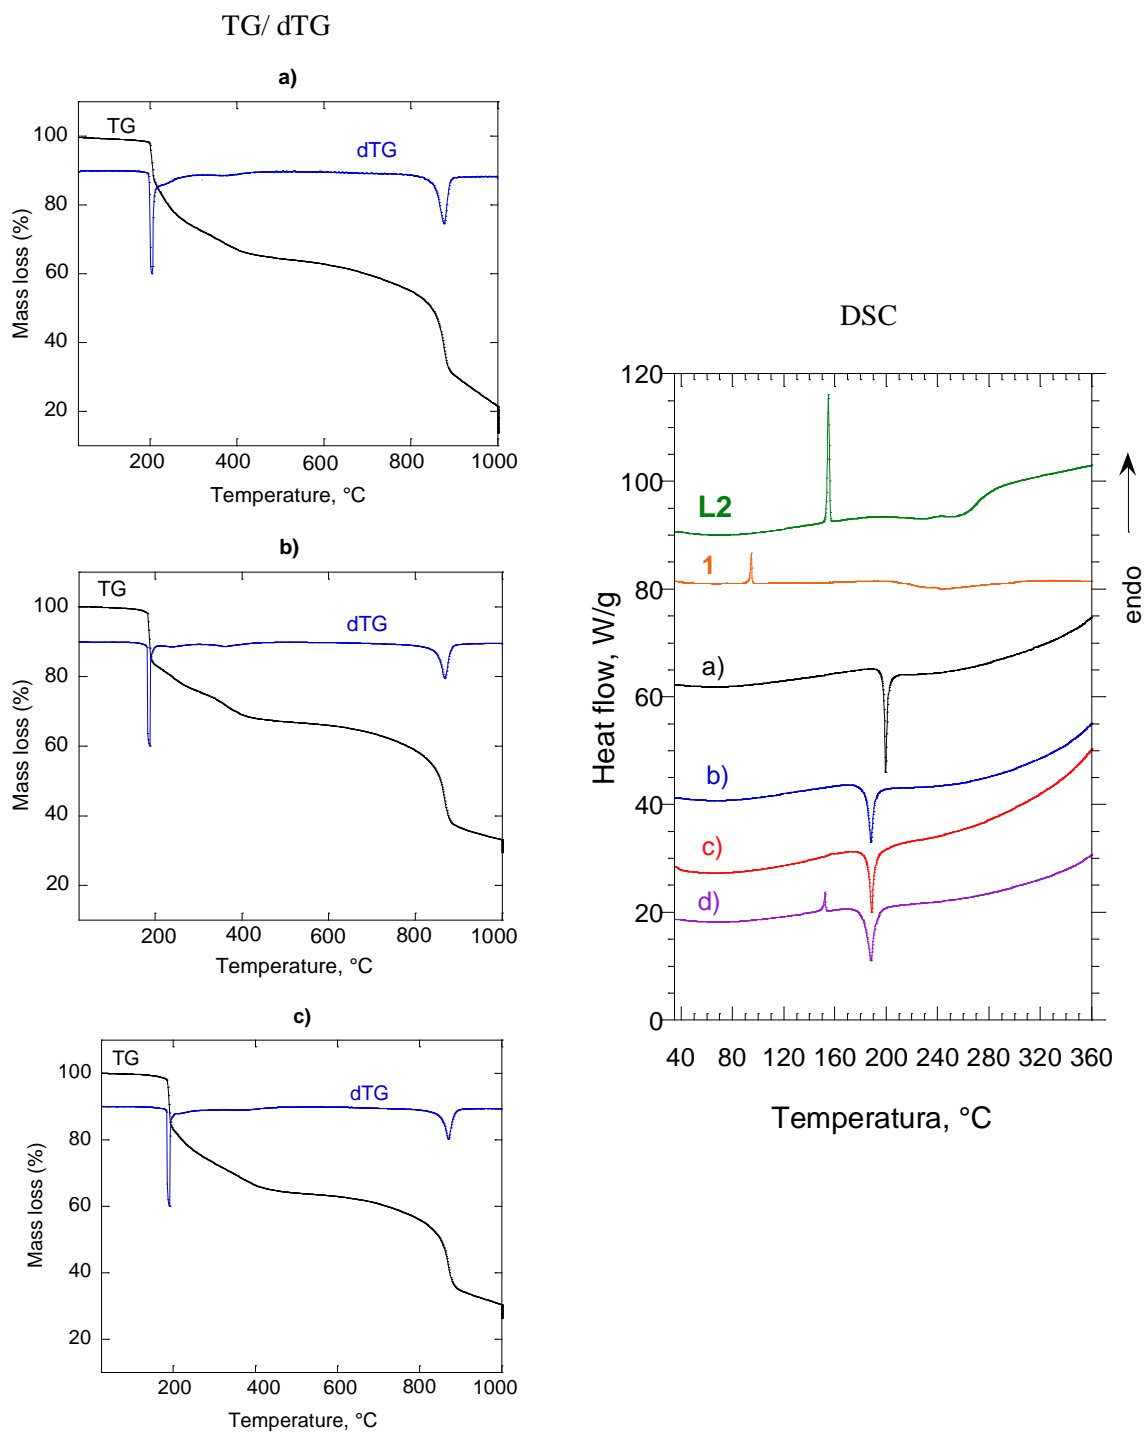 TG/ dTG
a)
TG
dTG
100
80
60
40
20
Mass loss (%)
200 400 600 800 1000
Temperature, °C
b)
TG
dTG
100
80
60
40
20
Mass loss (%)
200 400 600 800 1000
Temperature, °C
c)
TG
dTG
100
80
60
40
20
Mass loss (%)
200 400 600 800 1000
Temperature, °C
DSC
120
100
80
60
40
20
0
Heat flow, W/g
L2
1
a)
b)
c)
d)
endo
40 80 120 160 200 240 280 320 360
Temperatura, °C